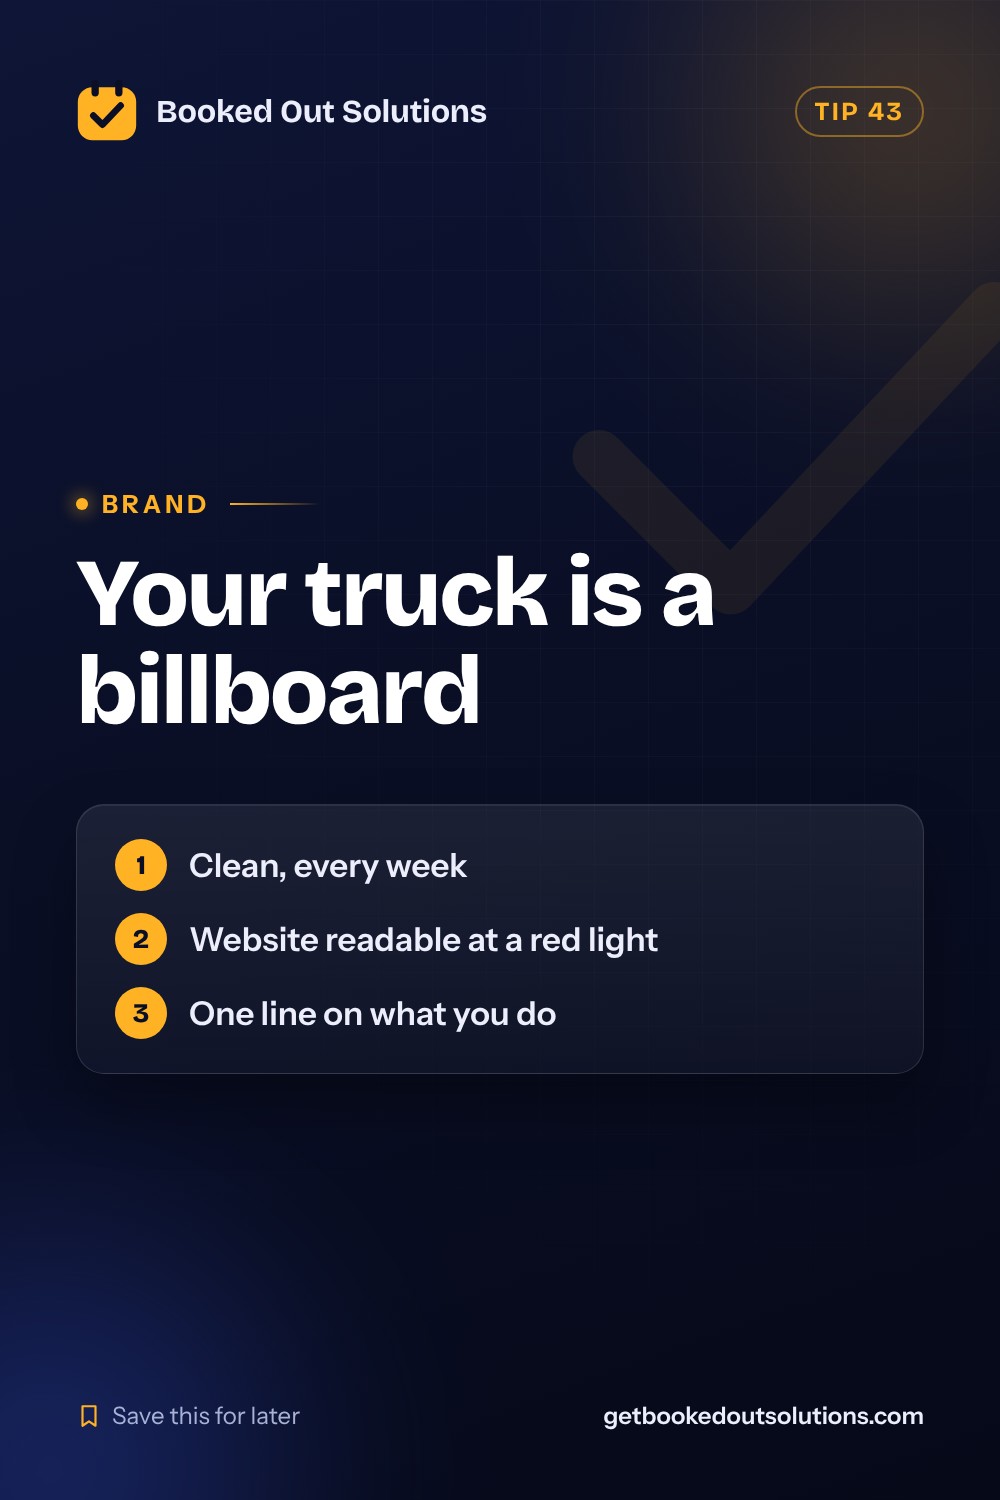 Booked Out Solutions
TIP 43
BRAND
Your truck is a
billboard
1 Clean, every week
2 Website readable at a red light
3 One line on what you do
Save this for later
getbookedoutsolutions.com